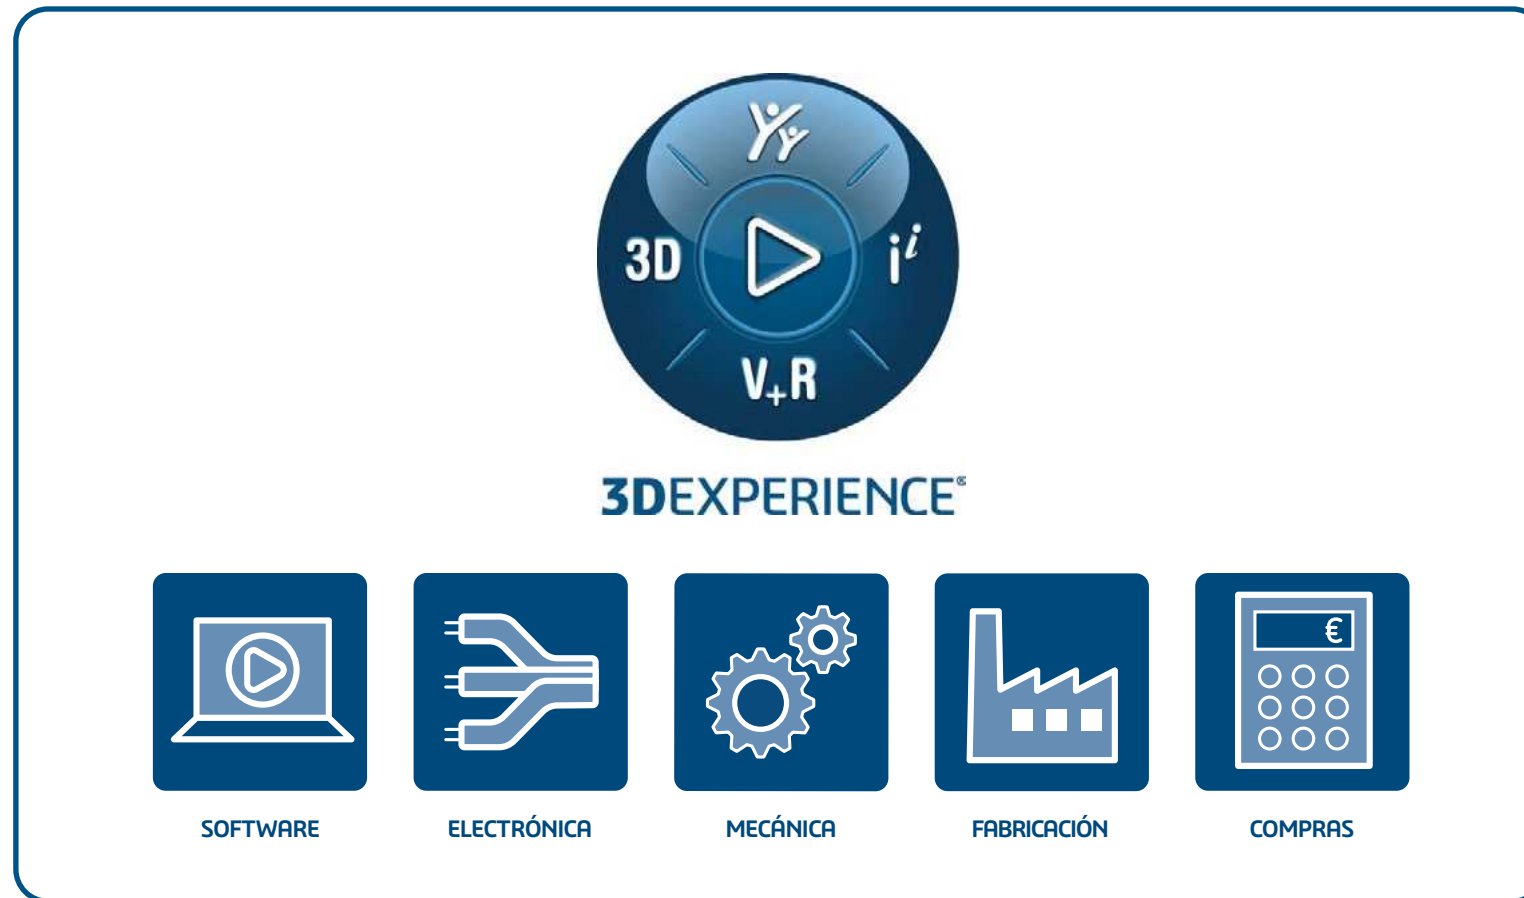 3D
i i
V+R
3DEXPERIENCE®
€
SOFTWARE
ELECTRÓNICA
MECÁNICA
FABRICACIÓN
COMPRAS